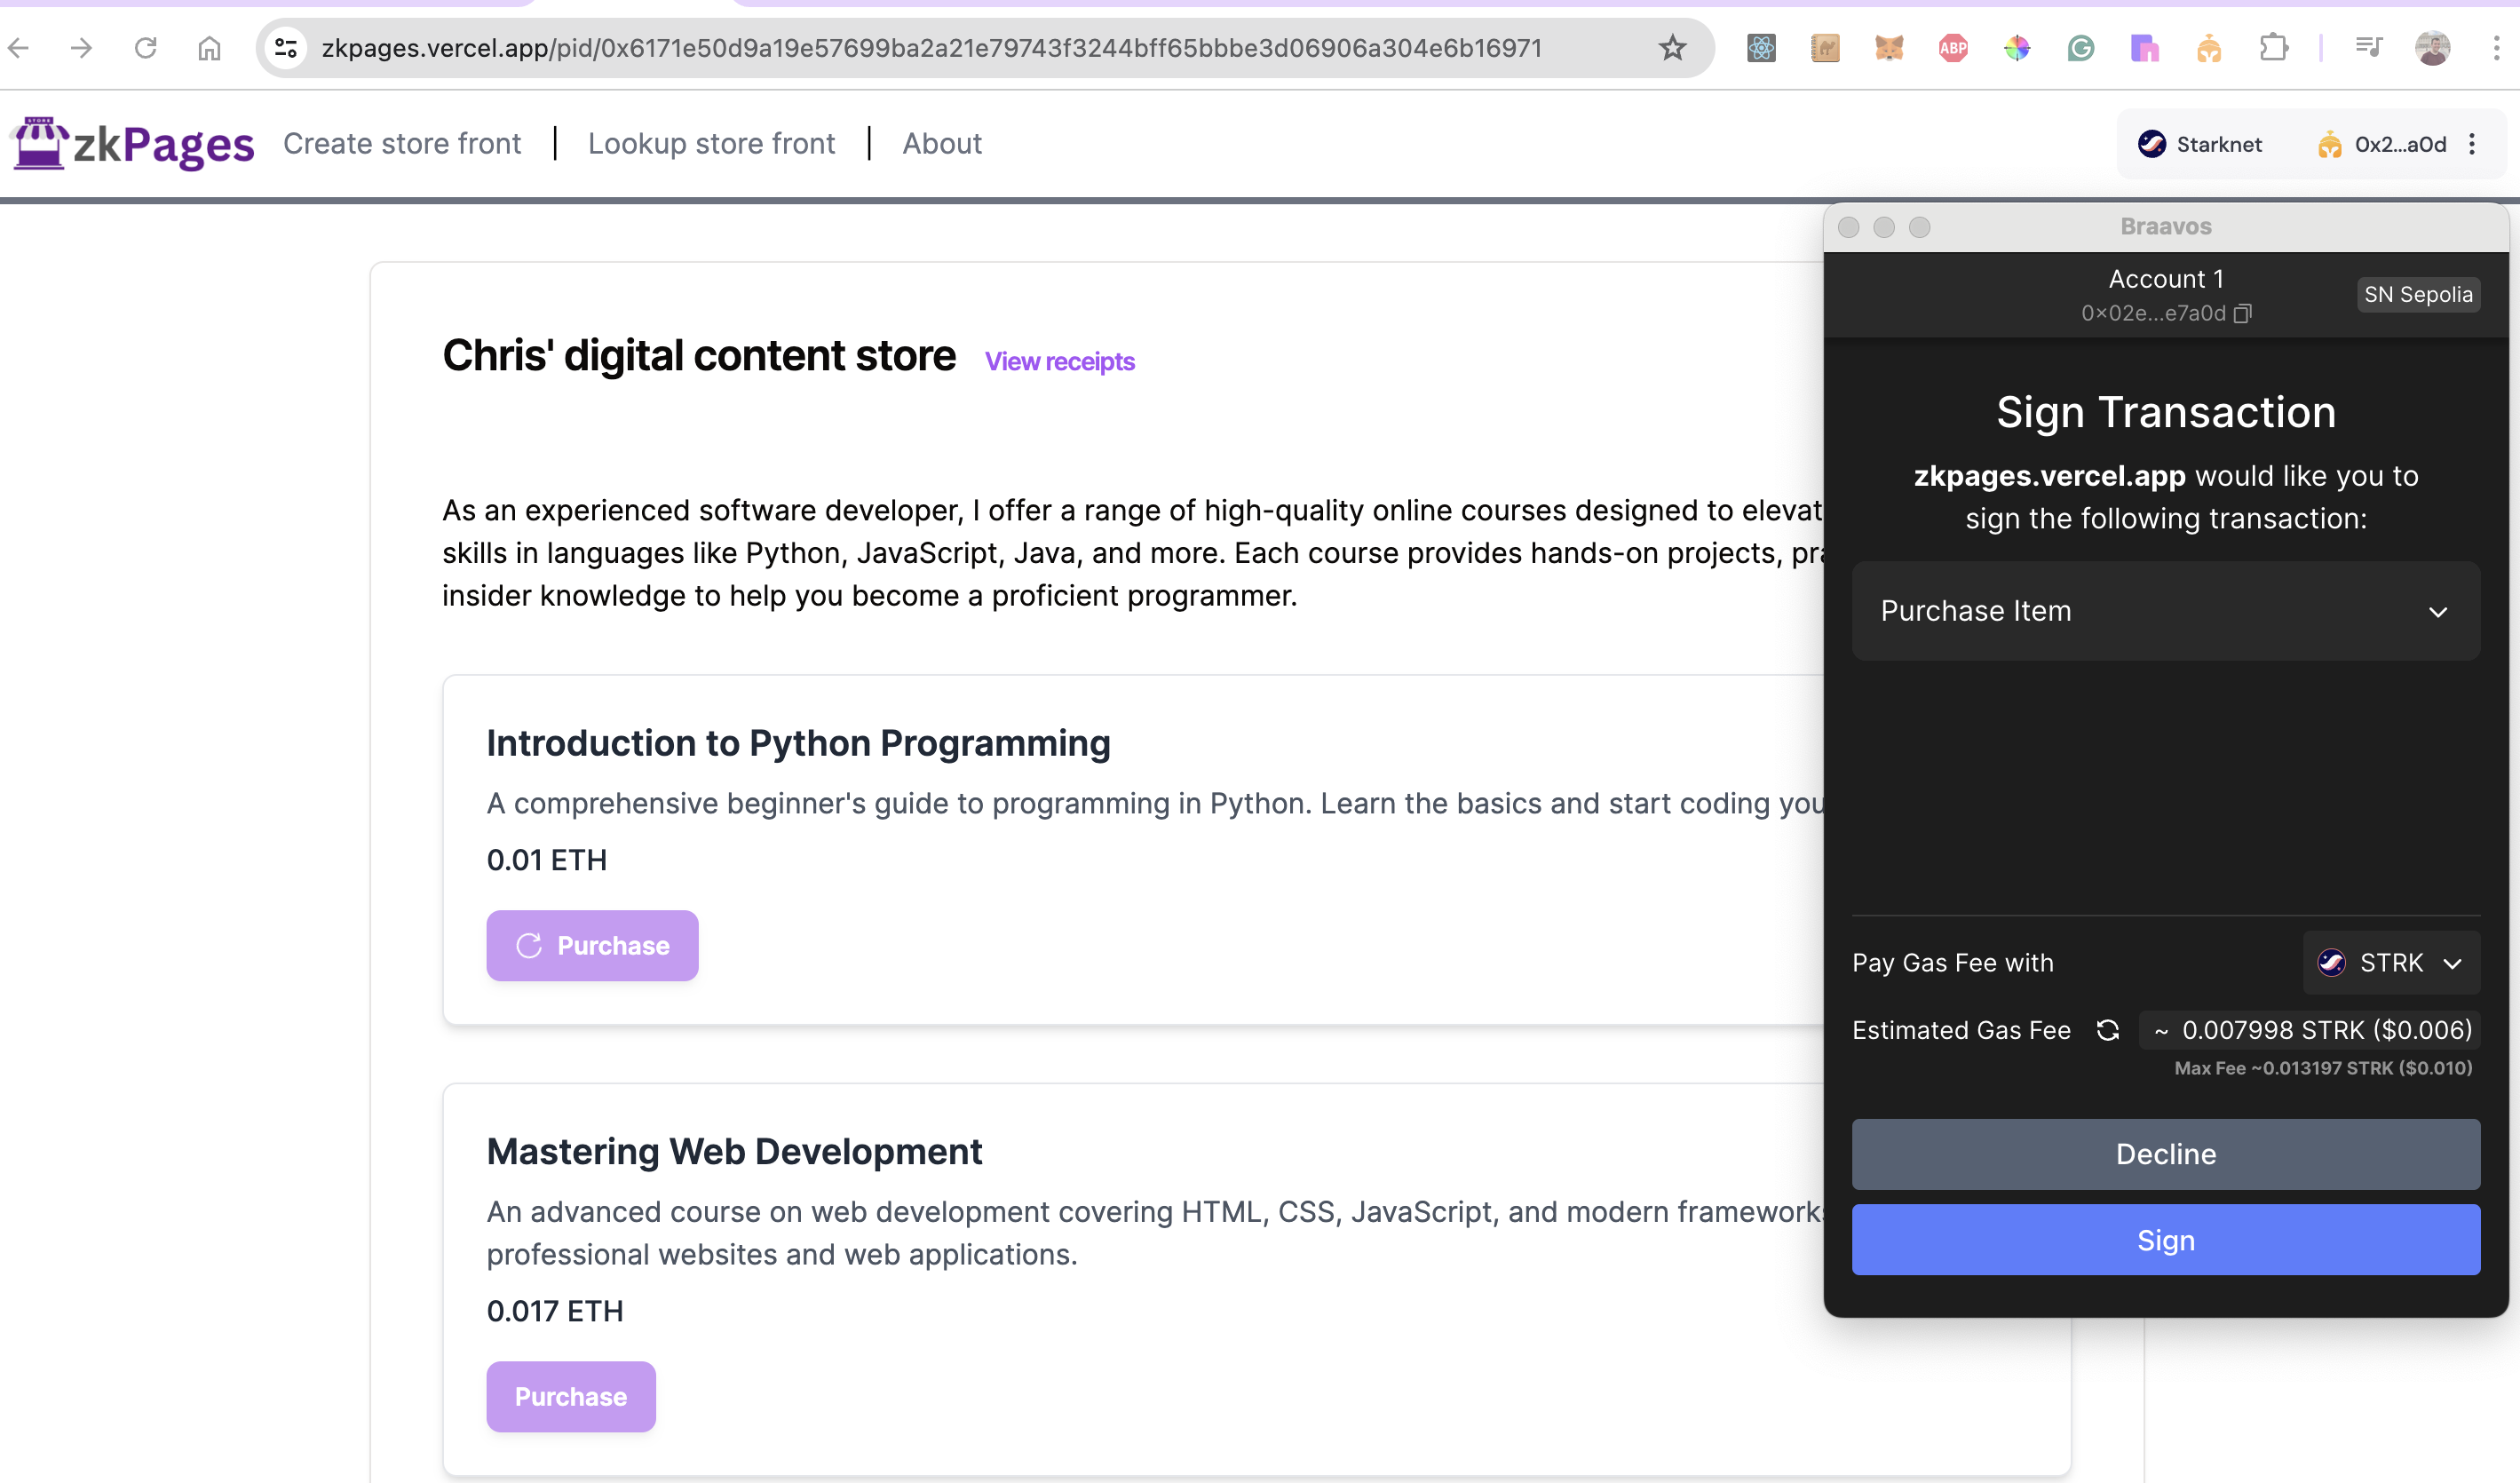 zkpages.vercel.app/pid/0x6171e50d9a19e57699ba2a21e79743f3244bff65bbbe3d06906a304e6b16971
ABP
STORE
zkPages
Create store front | Lookup store front | About
Starknet
0x2...a0d
Braavos
Account 1
0x02e...e7a0d
SN Sepolia
Sign Transaction
zkpages.vercel.app would like you to
sign the following transaction:
Purchase Item
Pay Gas Fee with
STRK
Estimated Gas Fee
~ 0.007998 STRK ($0.006)
Max Fee ~0.013197 STRK ($0.010)
Decline
Sign
Chris' digital content store
View receipts
As an experienced software developer, I offer a range of high-quality online courses designed to elevat
skills in languages like Python, JavaScript, Java, and more. Each course provides hands-on projects, pra
insider knowledge to help you become a proficient programmer.
Introduction to Python Programming
A comprehensive beginner's guide to programming in Python. Learn the basics and start coding you
0.01 ETH
Purchase
Mastering Web Development
An advanced course on web development covering HTML, CSS, JavaScript, and modern frameworks
professional websites and web applications.
0.017 ETH
Purchase